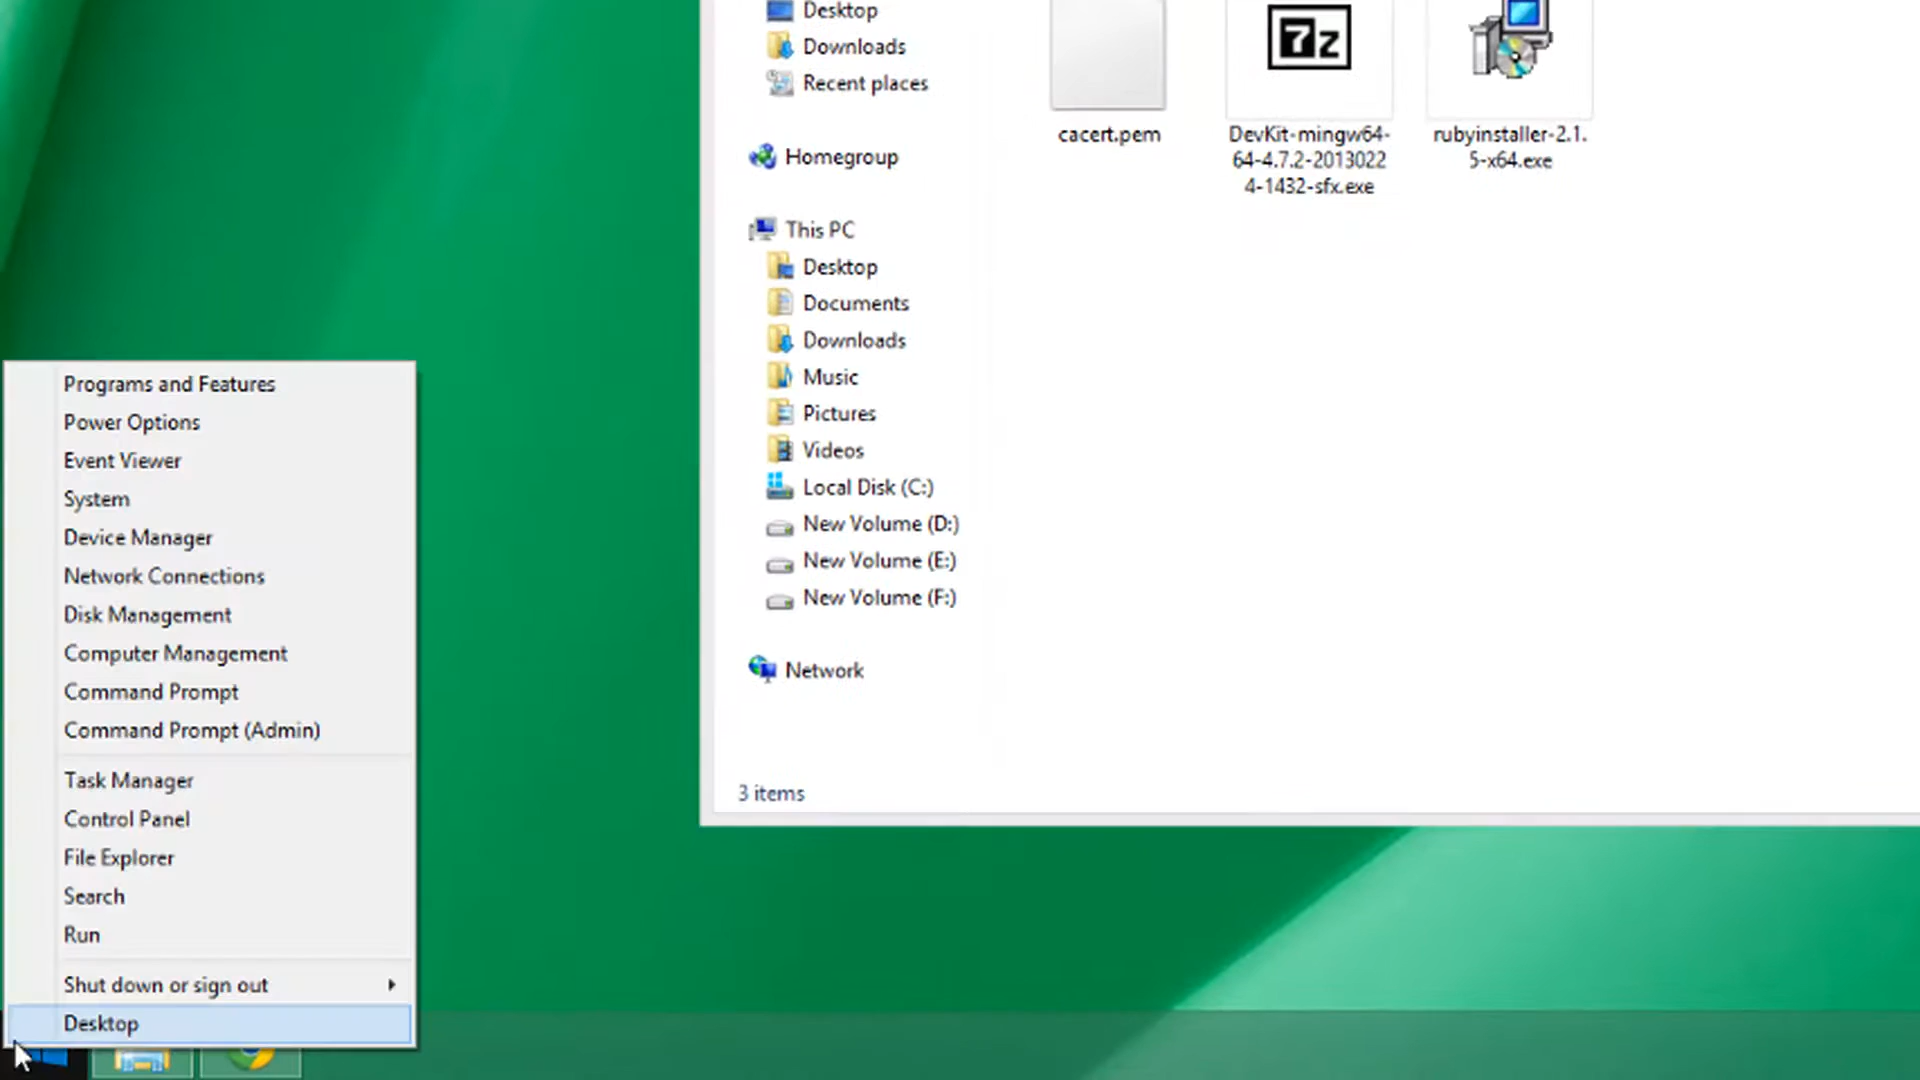 Desktop
Downloads
Recent places
Homegroup
This PC
Desktop
Documents
Downloads
Music
Pictures
Videos
Local Disk (C:)
New Volume (D:)
New Volume (E:)
New Volume (F:)
Network
3 items
7z
cacert.pem
DevKit-mingw64-
64-4.7.2-2013022
4-1432-sfx.exe
rubyinstaller-2.1.
5-x64.exe
Programs and Features
Power Options
Event Viewer
System
Device Manager
Network Connections
Disk Management
Computer Management
Command Prompt
Command Prompt (Admin)
Task Manager
Control Panel
File Explorer
Search
Run
Shut down or sign out
Desktop